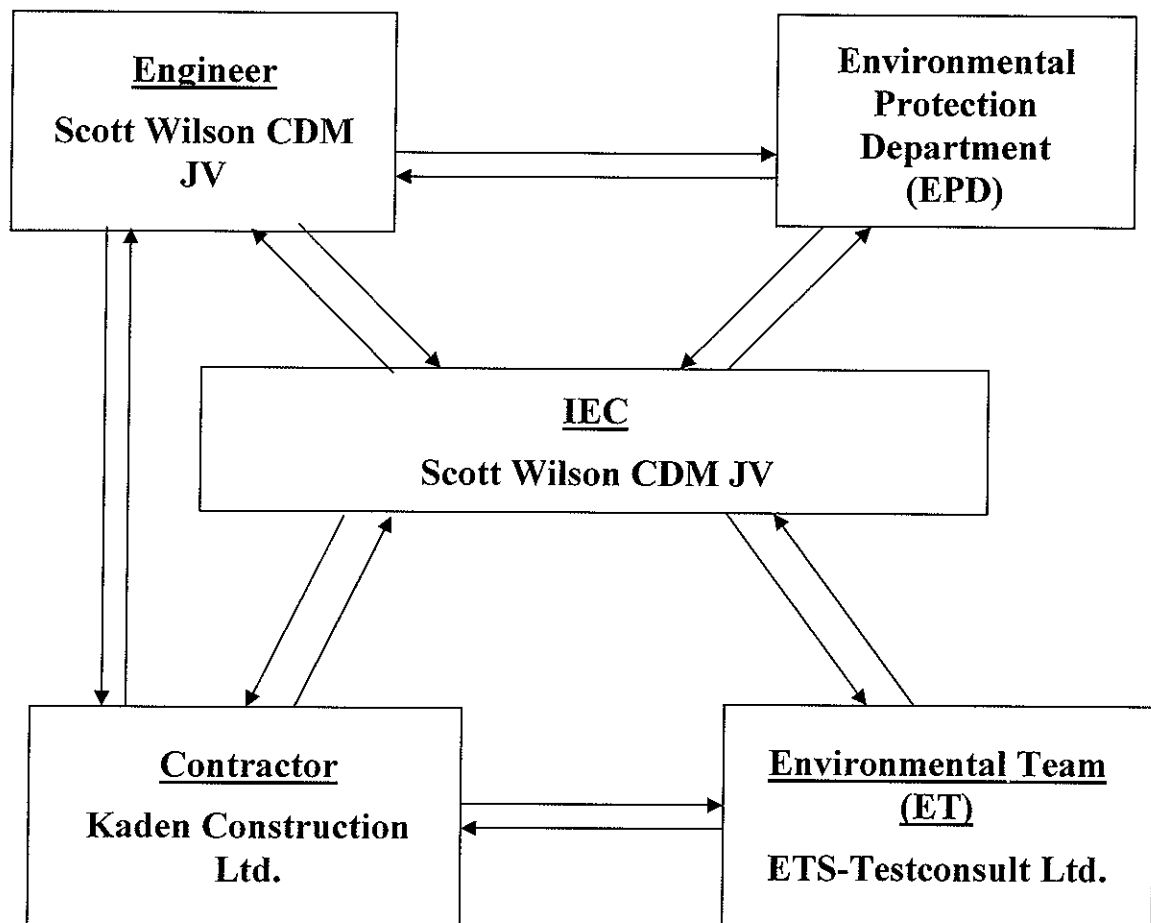 Engineer
Scott Wilson CDM
JV
Environmental
Protection
Department
(EPD)
IEC
Scott Wilson CDM JV
Contractor
Kaden Construction
Ltd.
Environmental Team
(ET)
ETS-Testconsult Ltd.